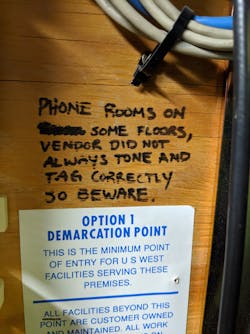 PHONE ROOMS ON
SOME FLOORS,
VENDOR DID NOT
ALWAYS TONE AND
TAG CORRECTLY
SO BEWARE.
OPTION 1
DEMARCATION POINT
THIS IS THE MINIMUM POINT
OF ENTRY FOR U S WEST
FACILITIES SERVING THESE
PREMISES.
ALL FACILITIES BEYOND THIS
POINT ARE CUSTOMER OWNED
AND MAINTAINED. ALL WORK